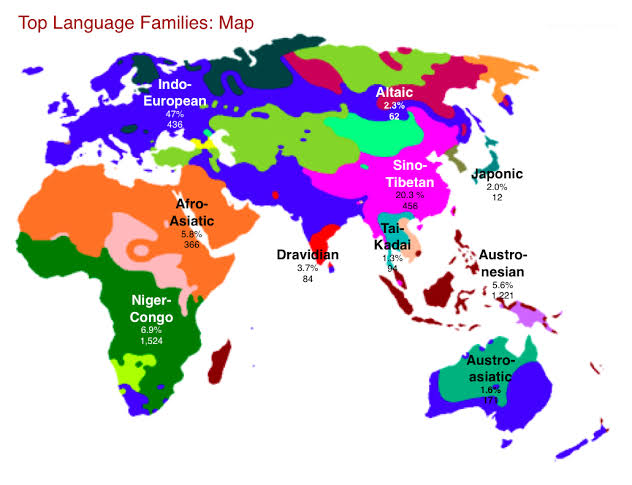 Top Language Families: Map
Indo-
European
47%
436
Altaic
2.3%
62
Sino-
Tibetan
20.3 %
456
Japonic
2.0%
12
Afro-
Asiatic
5.8%
366
Tai-
Kadai
1.3%
94
Dravidian
3.7%
84
Austro-
nesian
5.6%
1,221
Niger-
Congo
6.9%
1,524
Austro-
asiatic
1.6%
171